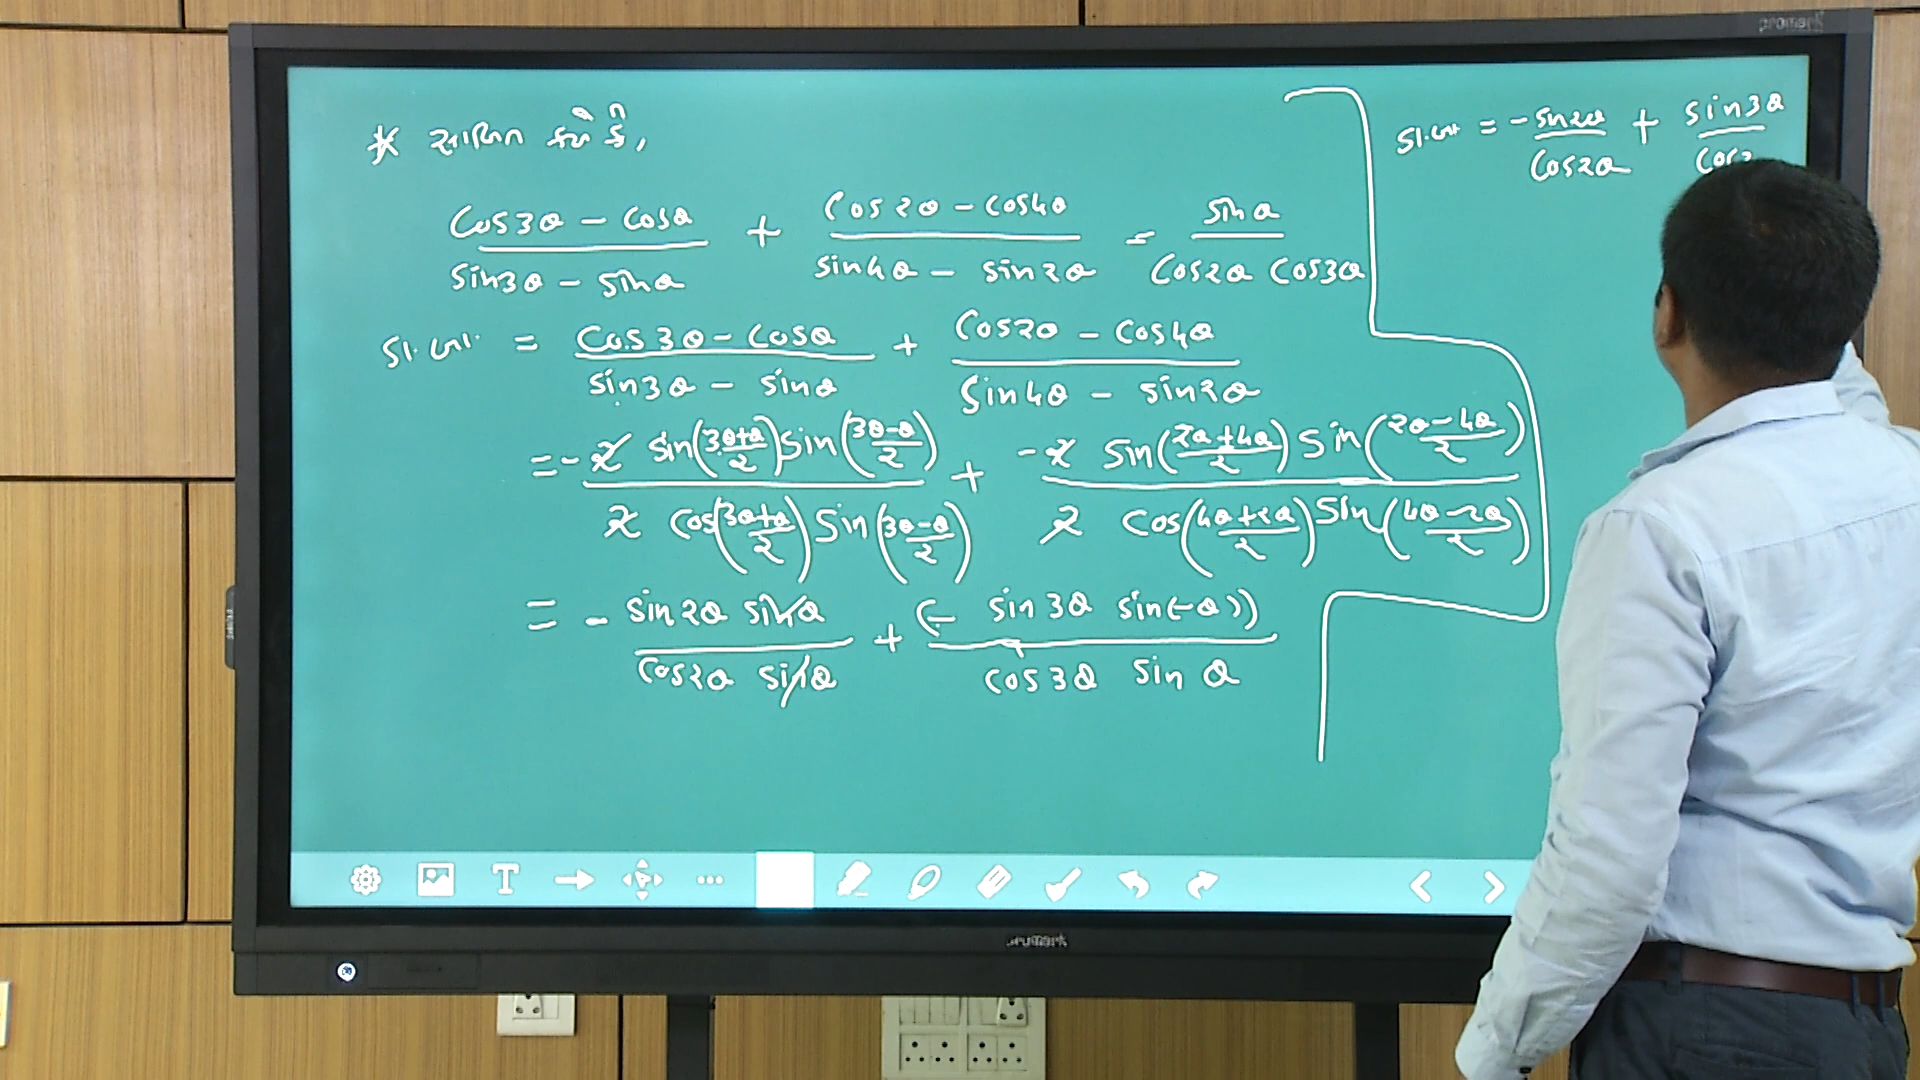 promark
* સાબિત કરો કે,
cos3θ - cosθ / sin3θ - sinθ + cos2θ - cos4θ / sin4θ - sin2θ = sinθ / cos2θ cos3θ
ડા.બા. = cos3θ - cosθ / sin3θ - sinθ + cos2θ - cos4θ / sin4θ - sin2θ
= - 2 sin(3θ+θ/2) sin(3θ-θ/2) / 2 cos(3θ+θ/2) sin(3θ-θ/2) + -2 sin(2θ+4θ/2) sin(2θ-4θ/2) / 2 cos(4θ+2θ/2) sin(4θ-2θ/2)
= - sin2θ sinθ / cos2θ sinθ + (- sin3θ sin(-θ)) / cos3θ sinθ
ડા.બા. = - sin2θ / cos2θ + sin3θ / cos3
promark